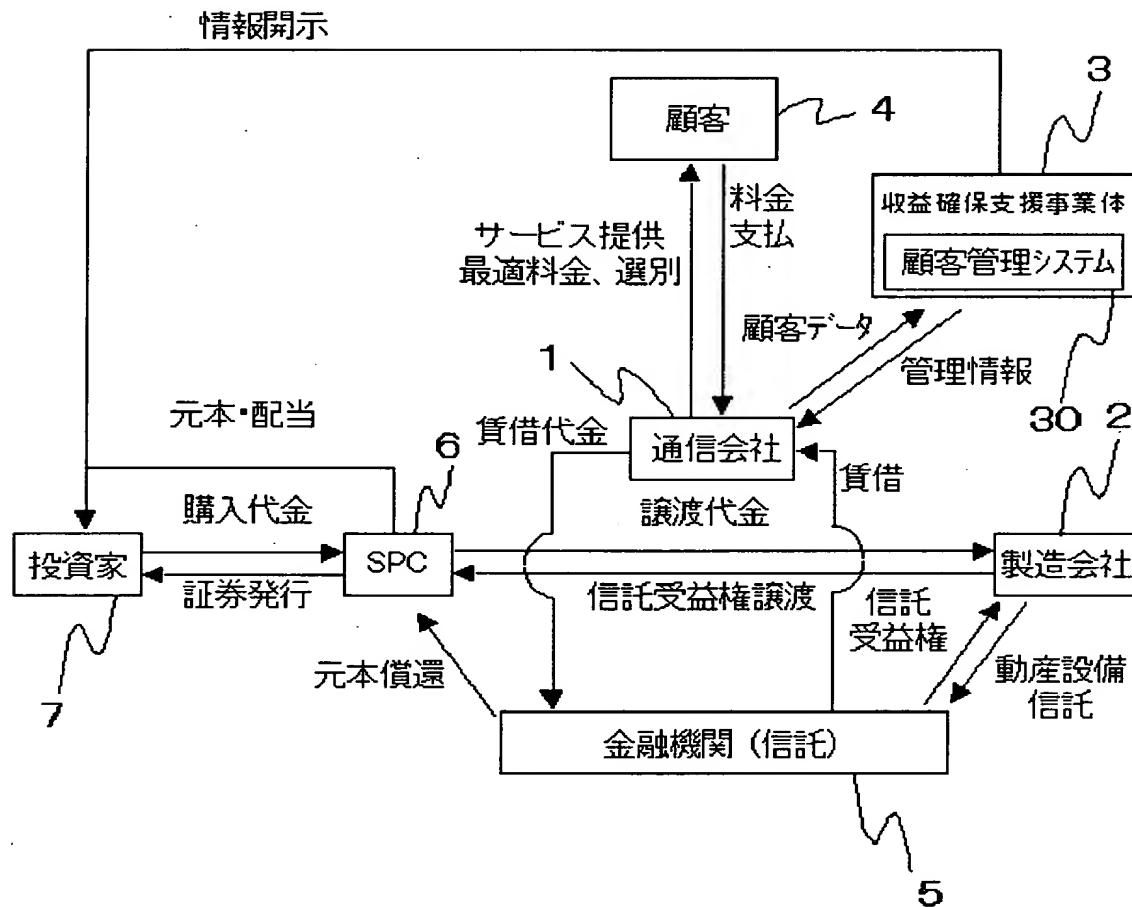 情報開示
顧客
4
3
収益確保支援事業体
顧客管理システム
料金
支払
サービス提供
最適料金、選別
顧客データ
管理情報
1
30
2
元本・配当
賃借代金
通信会社
賃借
6
購入代金
譲渡代金
投資家
SPC
製造会社
証券発行
信託受益権譲渡
信託
受益権
元本償還
動産設備
信託
7
金融機関（信託）
5